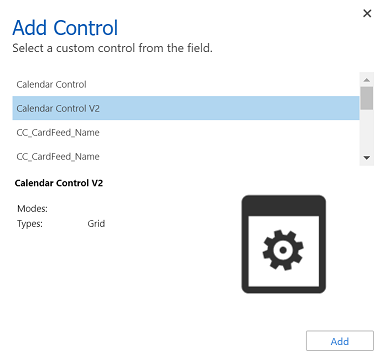 Add Control
Select a custom control from the field.
Calendar Control
Calendar Control V2
CC_CardFeed_Name
CC_CardFeed_Name
Calendar Control V2
Modes:
Types: Grid
Add